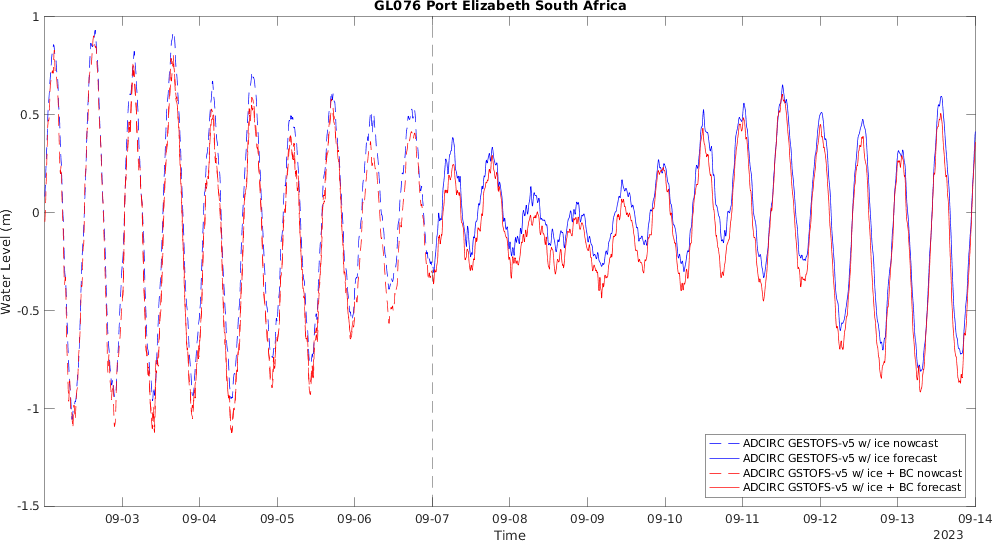 GL076 Port Elizabeth South Africa
1
0.5
0
-0.5
-1
-1.5
Water Level (m)
ADCIRC GESTOFS-v5 w/ ice nowcast
ADCIRC GESTOFS-v5 w/ ice forecast
ADCIRC GSTOFS-v5 w/ ice + BC nowcast
ADCIRC GSTOFS-v5 w/ ice + BC forecast
09-03 09-04 09-05 09-06 09-07 09-08 09-09 09-10 09-11 09-12 09-13 09-14
Time
2023